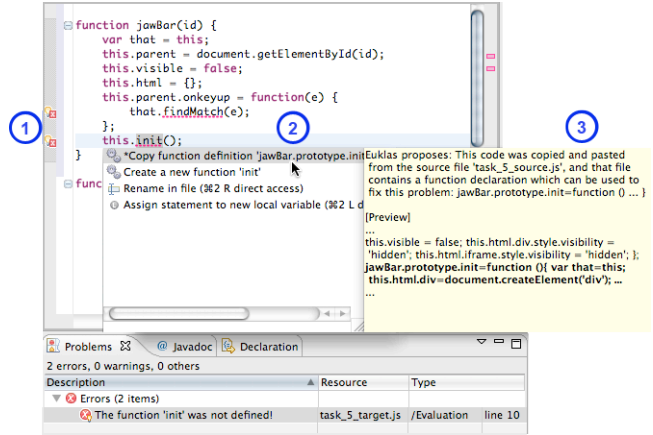 function jawBar(id) {
var that = this;
this.parent = document.getElementById(id);
this.visible = false;
this.html = {};
this.parent.onkeyup = function(e) {
that.findMatch(e);
};
this.init();
}
func
1
2
3
*Copy function definition 'jawBar.prototype.init
Create a new function 'init'
Rename in file (⌘2 R direct access)
Assign statement to new local variable (⌘2 L d
Euklas proposes: This code was copied and pasted
from the source file 'task_5_source.js', and that file
contains a function declaration which can be used to
fix this problem: jawBar.prototype.init=function () ... }
[Preview]
...
this.visible = false; this.html.div.style.visibility =
'hidden'; this.html.iframe.style.visibility = 'hidden'; };
jawBar.prototype.init=function (){ var that=this;
this.html.div=document.createElement('div'); ...
...
Problems
@ Javadoc
Declaration
2 errors, 0 warnings, 0 others
Description Resource Type
Errors (2 items)
The function 'init' was not defined! task_5_target.js /Evaluation line 10